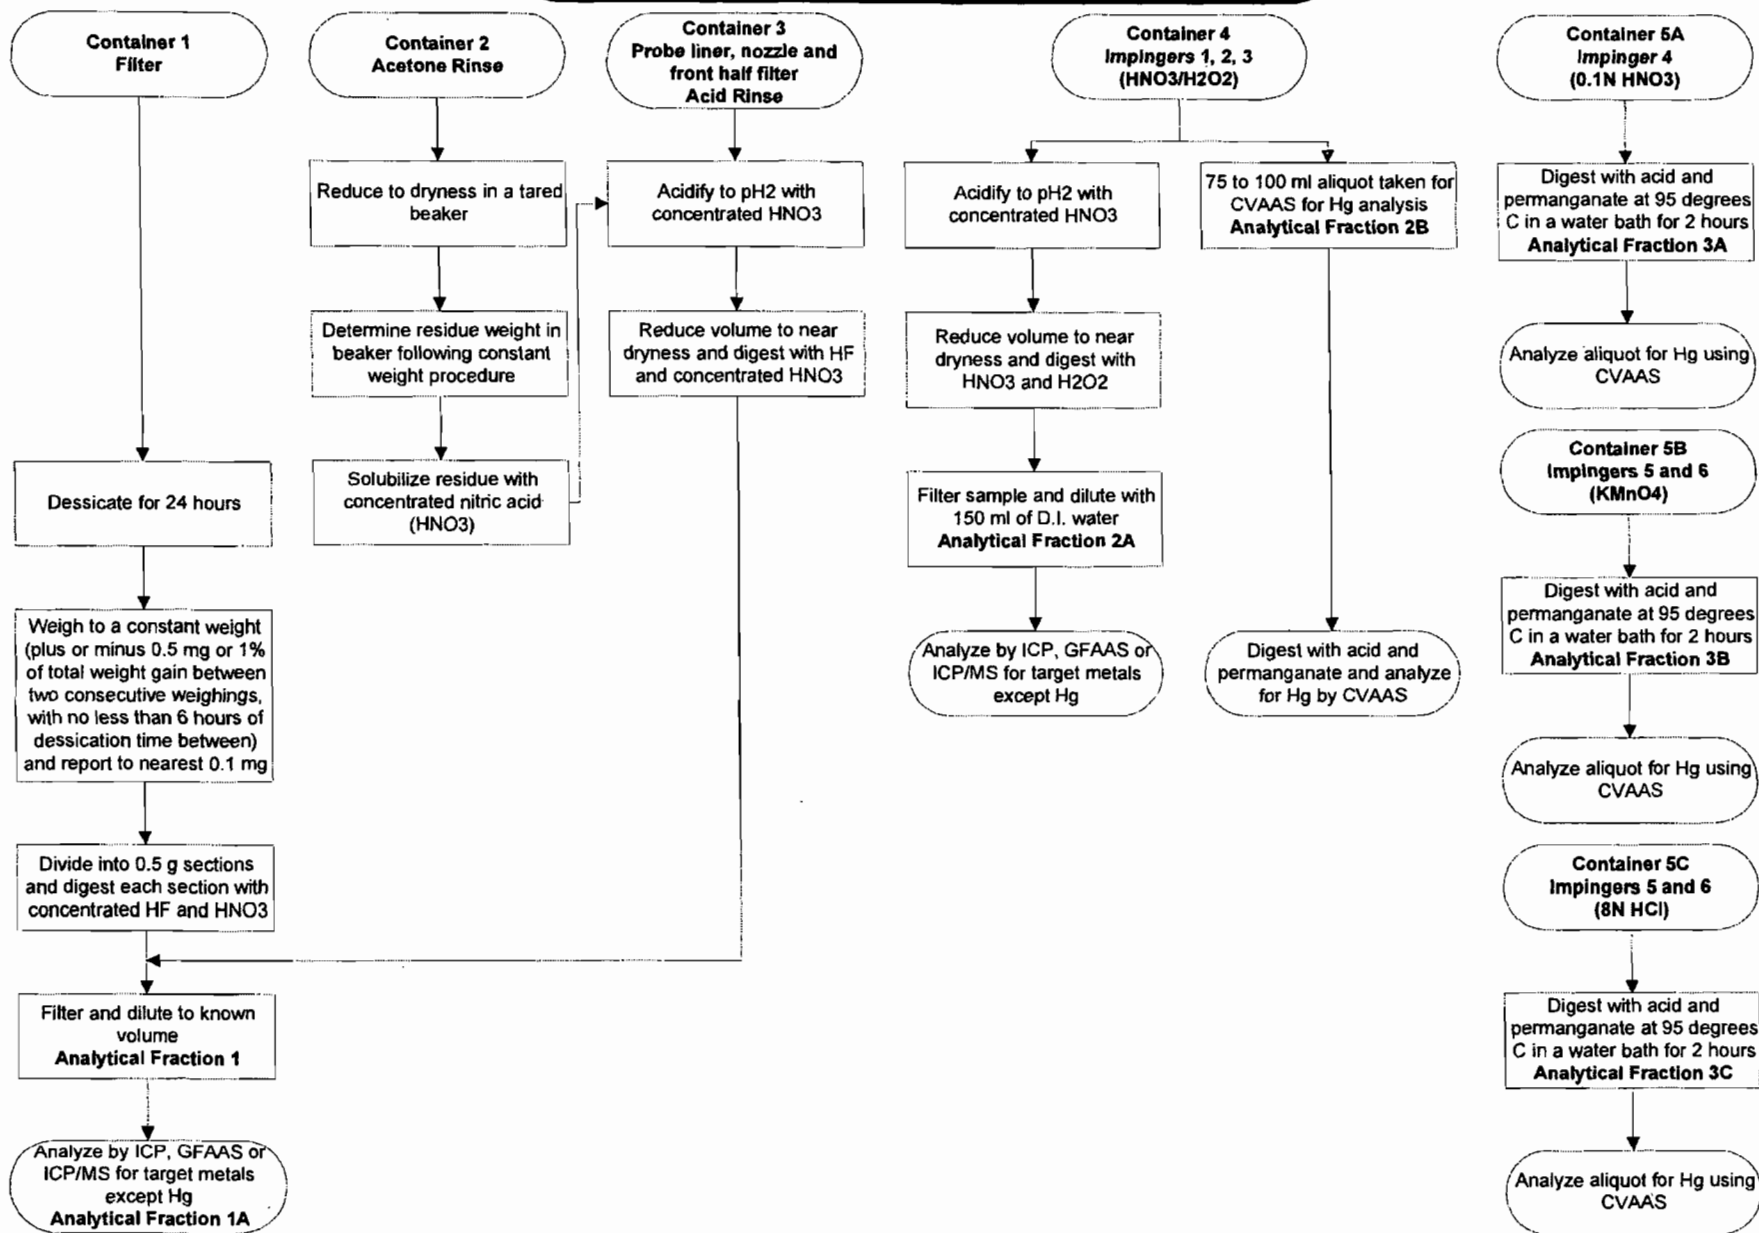 Container 1
Filter
Dessicate for 24 hours
Weigh to a constant weight
(plus or minus 0.5 mg or 1%
of total weight gain between
two consecutive weighings,
with no less than 6 hours of
dessication time between)
and report to nearest 0.1 mg
Divide into 0.5 g sections
and digest each section with
concentrated HF and HNO3
Filter and dilute to known
volume
Analytical Fraction 1
Analyze by ICP, GFAAS or
ICP/MS for target metals
except Hg
Analytical Fraction 1A
Container 2
Acetone Rinse
Reduce to dryness in a tared
beaker
Determine residue weight in
beaker following constant
weight procedure
Solubilize residue with
concentrated nitric acid
(HNO3)
Container 3
Probe liner, nozzle and
front half filter
Acid Rinse
Acidify to pH2 with
concentrated HNO3
Reduce volume to near
dryness and digest with HF
and concentrated HNO3
Container 4
Impingers 1, 2, 3
(HNO3/H2O2)
Acidify to pH2 with
concentrated HNO3
Reduce volume to near
dryness and digest with
HNO3 and H2O2
Filter sample and dilute with
150 ml of D.I. water
Analytical Fraction 2A
Analyze by ICP, GFAAS or
ICP/MS for target metals
except Hg
75 to 100 ml aliquot taken for
CVAAS for Hg analysis
Analytical Fraction 2B
Digest with acid and
permanganate and analyze
for Hg by CVAAS
Container 5A
Impinger 4
(0.1N HNO3)
Digest with acid and
permanganate at 95 degrees
C in a water bath for 2 hours
Analytical Fraction 3A
Analyze aliquot for Hg using
CVAAS
Container 5B
Impingers 5 and 6
(KMnO4)
Digest with acid and
permanganate at 95 degrees
C in a water bath for 2 hours
Analytical Fraction 3B
Analyze aliquot for Hg using
CVAAS
Container 5C
Impingers 5 and 6
(8N HCl)
Digest with acid and
permanganate at 95 degrees
C in a water bath for 2 hours
Analytical Fraction 3C
Analyze aliquot for Hg using
CVAAS